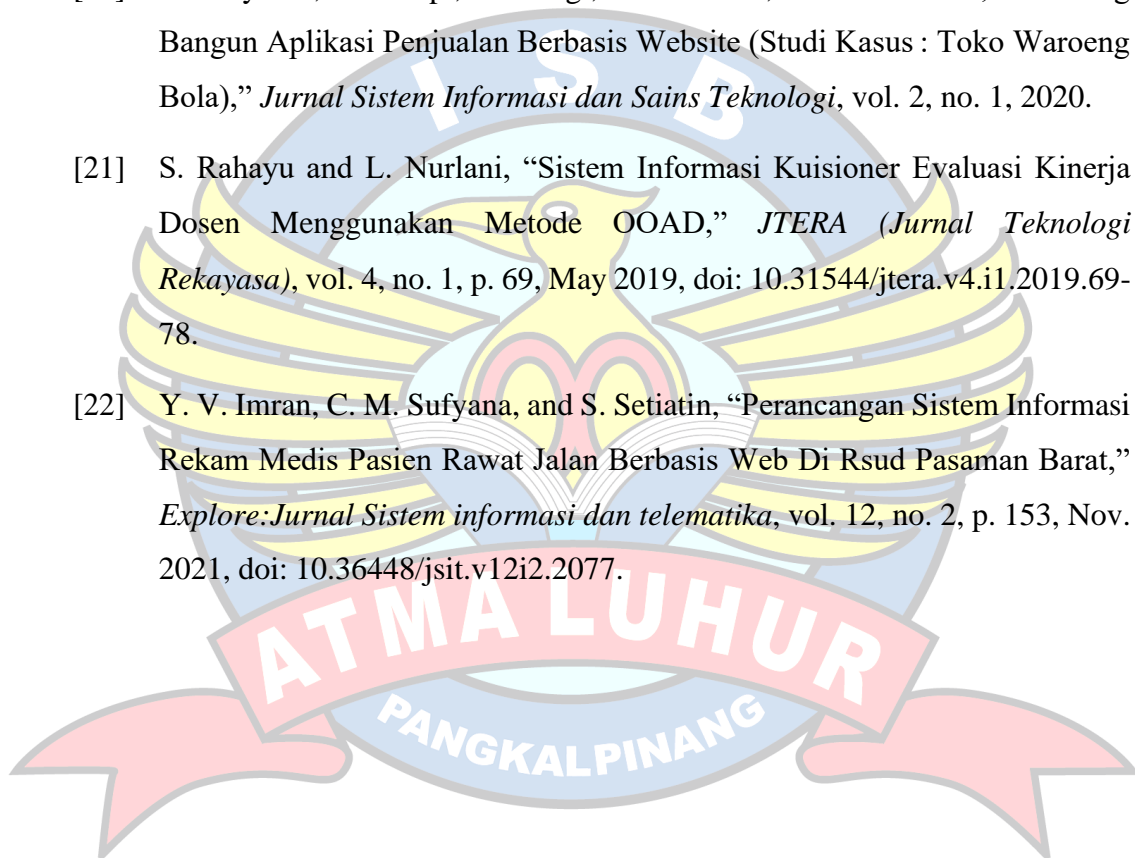 Bangun Aplikasi Penjualan Berbasis Website (Studi Kasus : Toko Waroeng
Bola),” Jurnal Sistem Informasi dan Sains Teknologi, vol. 2, no. 1, 2020.
[21] S. Rahayu and L. Nurlani, “Sistem Informasi Kuisioner Evaluasi Kinerja
Dosen Menggunakan Metode OOAD,” JTERA (Jurnal Teknologi
Rekayasa), vol. 4, no. 1, p. 69, May 2019, doi: 10.31544/jtera.v4.i1.2019.69-
78.
[22] Y. V. Imran, C. M. Sufyana, and S. Setiatin, “Perancangan Sistem Informasi
Rekam Medis Pasien Rawat Jalan Berbasis Web Di Rsud Pasaman Barat,”
Explore:Jurnal Sistem informasi dan telematika, vol. 12, no. 2, p. 153, Nov.
2021, doi: 10.36448/jsit.v12i2.2077.
I S B
ATMA LUHUR
PANGKALPINANG